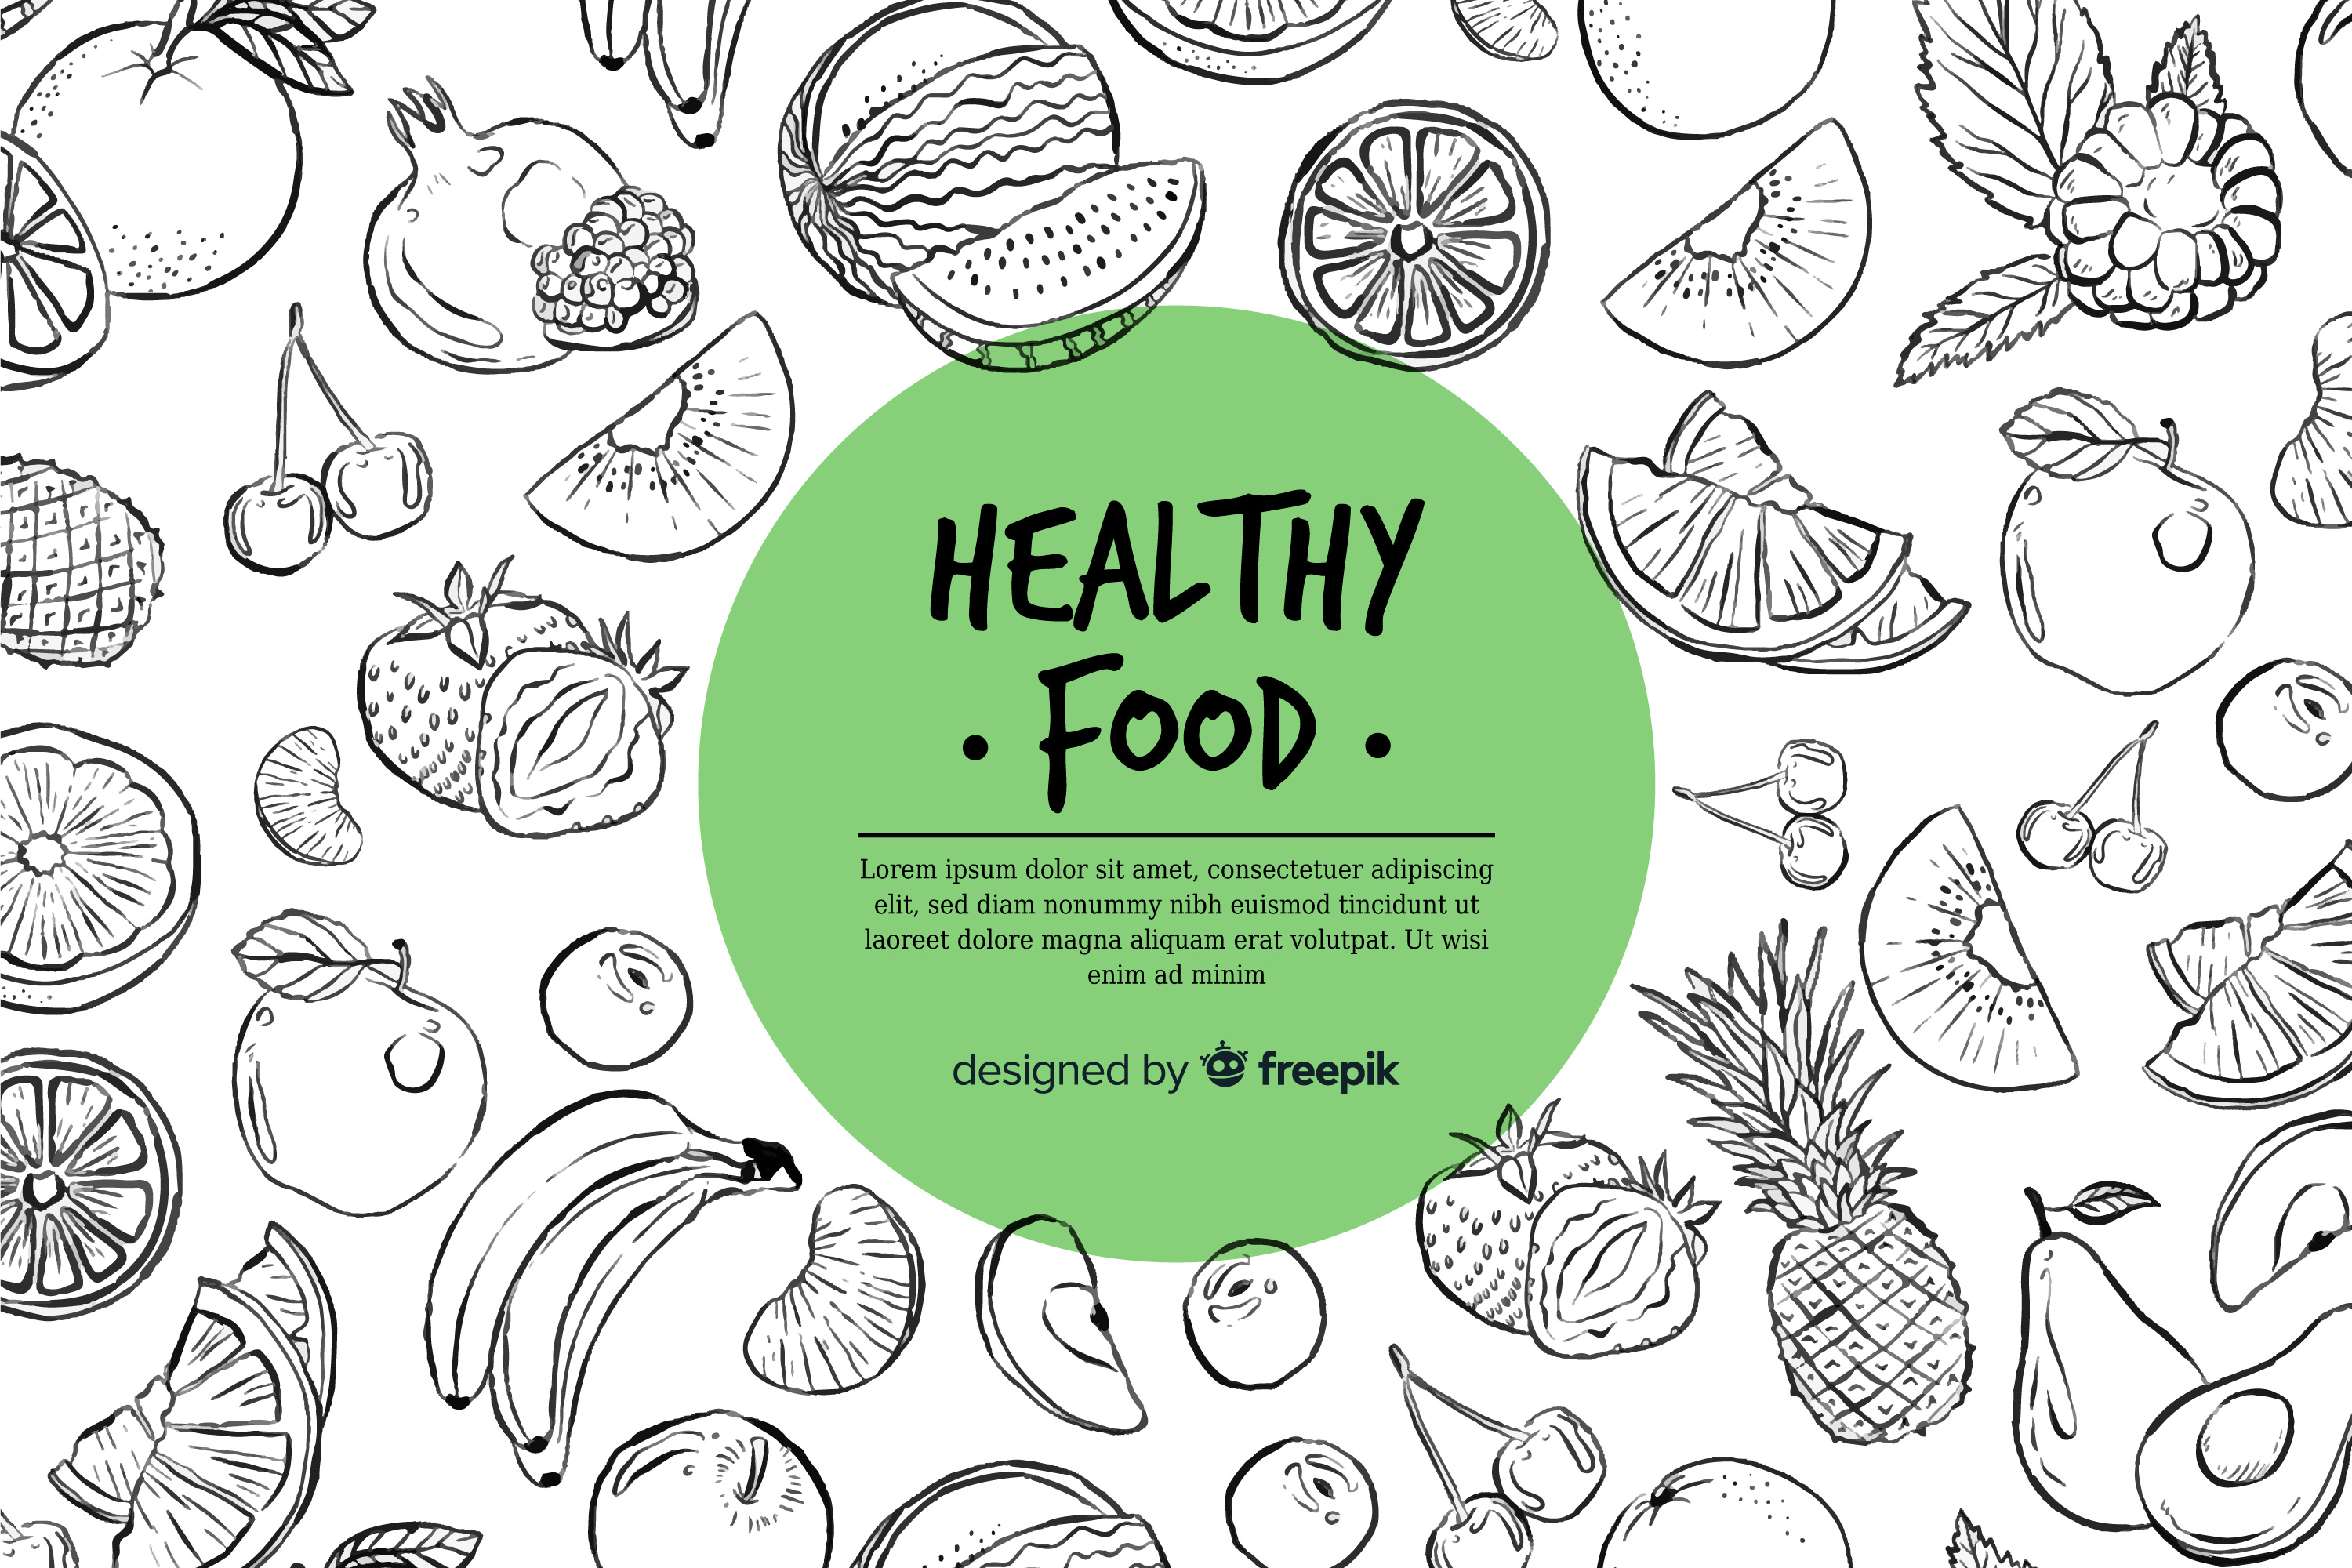 HEALTHY
• FOOD •
Lorem ipsum dolor sit amet, consectetuer adipiscing
elit, sed diam nonummy nibh euismod tincidunt ut
laoreet dolore magna aliquam erat volutpat. Ut wisi
enim ad minim
designed by freepik